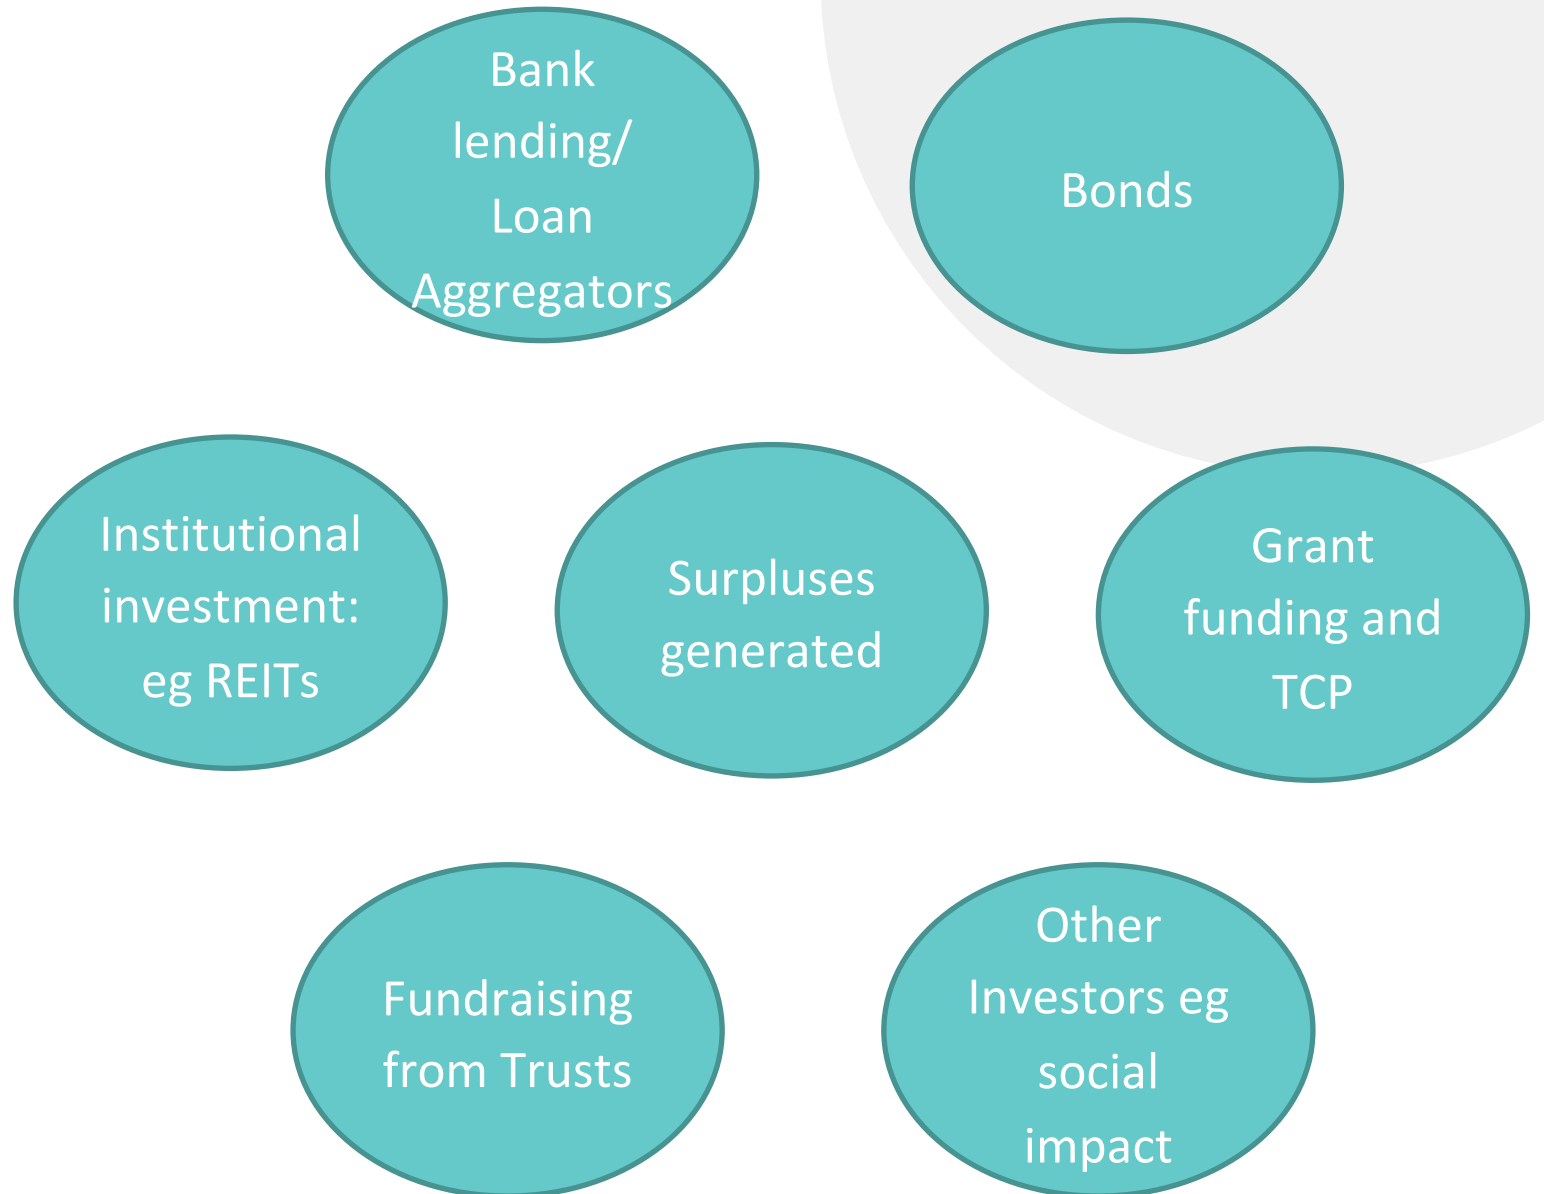 Bank
lending/
Loan
Aggregators
Bonds
Institutional
investment:
eg REITs
Surpluses
generated
Grant
funding and
TCP
Fundraising
from Trusts
Other
Investors eg
social
impact